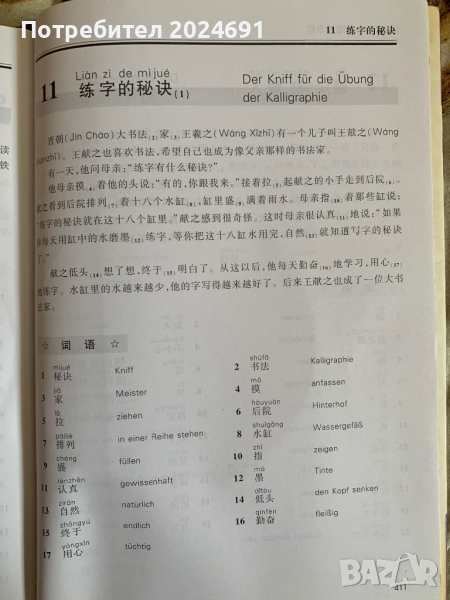 Потребител 2024691
11 练字的秘诀
Liàn zì de mìjué
11 练字的秘诀(1)
Der Kniff für die Übung
der Kalligraphie
晋朝(Jìn Cháo)大书法(2)家(3)王羲之(Wáng Xīzhī)有一个儿子叫王献之(Wáng
Xiànzhī)。王献之也喜欢书法,希望自己也成为像父亲那样的书法家。
有一天,他问母亲:“练字有什么秘诀?”
他母亲摸(4)着他的头说:“有的,你跟我来。”接着拉(5)起献之的小手走到后院(6)。
献之看到后院排列(7)着十八个水缸(8),缸里盛(9)满着雨水。母亲指(10)着那些缸说:
“练字的秘诀就在这十八个缸里。”献之感到很奇怪。这时母亲很认真(11)地说:“如果
你每天用缸中的水磨墨(12)练字,等你把这十八缸水用完,自然(13)就知道写字的秘诀
了。”
献之低头(14)想了想,终于(15)明白了。从这以后,他每天勤奋(16)地学习,用心(17)
地练字。水缸里的水越来越少,他的字写得越来越好了。后来王献之也成了一位大书
法家。
☆ 词语 ☆
mìjué
1 秘诀 Kniff
shūfǎ
2 书法 Kalligraphie
jiā
3 家 Meister
mō
4 摸 anfassen
lā
5 拉 ziehen
hòuyuàn
6 后院 Hinterhof
páiliè
7 排列 in einer Reihe stehen
shuǐgāng
8 水缸 Wassergefäß
chéng
9 盛 füllen
zhǐ
10 指 zeigen
rènzhēn
11 认真 gewissenhaft
mò
12 墨 Tinte
zìrán
13 自然 natürlich
dītóu
14 低头 den Kopf senken
zhōngyú
15 终于 endlich
qínfèn
16 勤奋 fleißig
yòngxīn
17 用心 tüchtig
411
BAZAR.bg
读
铁